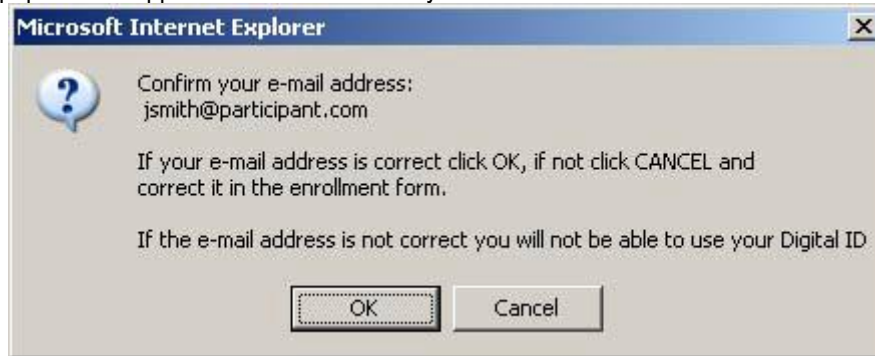 Microsoft Internet Explorer
Confirm your e-mail address:
jsmith@participant.com
If your e-mail address is correct click OK, if not click CANCEL and
correct it in the enrollment form.
If the e-mail address is not correct you will not be able to use your Digital ID
OK Cancel